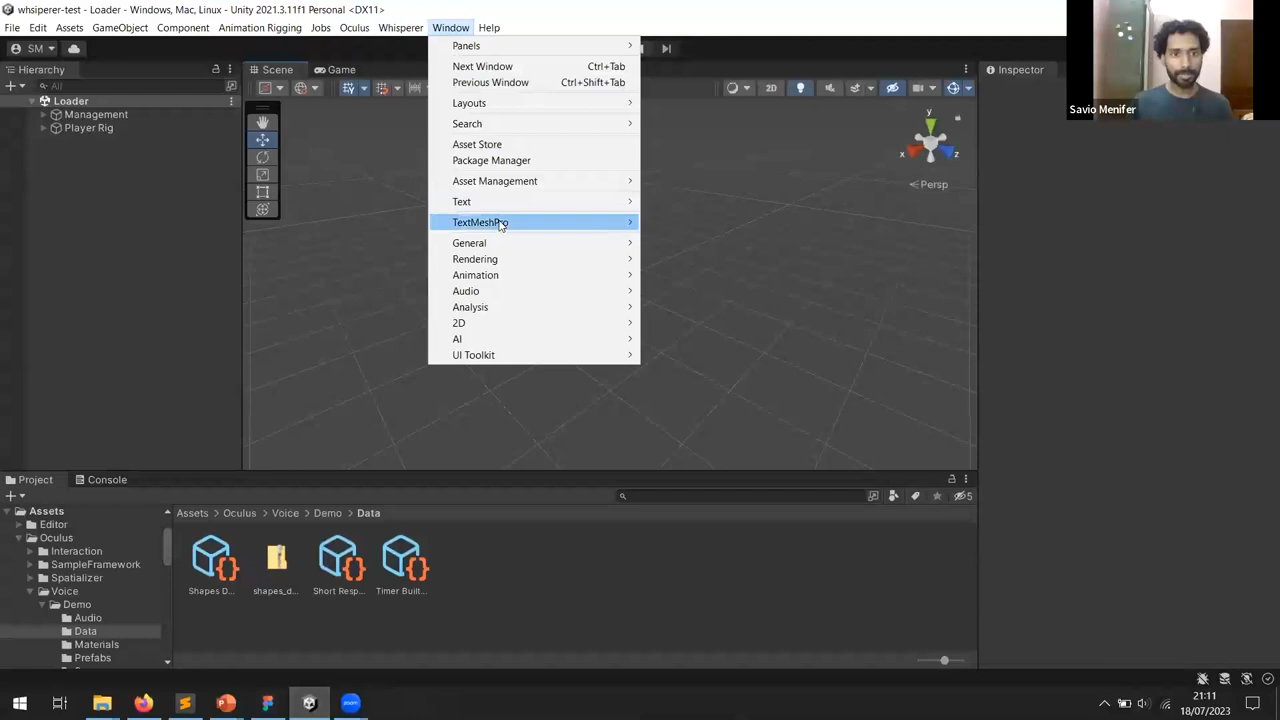 whsiperer-test - Loader - Windows, Mac, Linux - Unity 2021.3.11f1 Personal <DX11>
File Edit Assets GameObject Component Animation Rigging Jobs Oculus Whisperer Window Help
SM
Hierarchy
All
Loader
Management
Player Rig
Scene Game
2D
Panels
Next Window Ctrl+Tab
Previous Window Ctrl+Shift+Tab
Layouts
Search
Asset Store
Package Manager
Asset Management
Text
TextMeshPro
General
Rendering
Animation
Audio
Analysis
2D
AI
UI Toolkit
y
x z
Persp
Inspector
Savio Menifer
Project Console
5
Assets
Editor
Oculus
Interaction
SampleFramework
Spatializer
Voice
Demo
Audio
Data
Materials
Prefabs
Assets > Oculus > Voice > Demo > Data
Shapes D... shapes_d... Short Resp... Timer Built...
21:11
18/07/2023